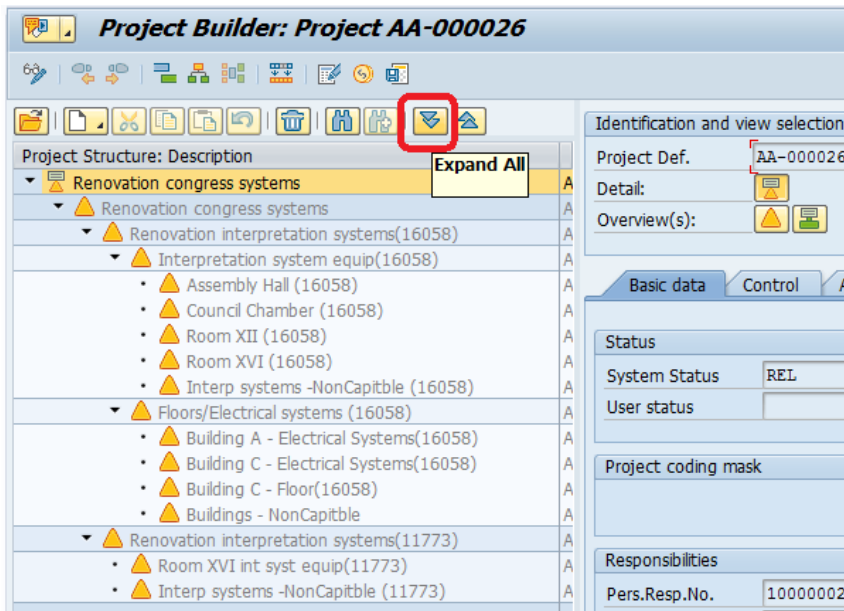 Project Builder: Project AA-000026
Project Structure: Description
Expand All
Renovation congress systems
Renovation congress systems
Renovation interpretation systems(16058)
Interpretation system equip(16058)
Assembly Hall (16058)
Council Chamber (16058)
Room XII (16058)
Room XVI (16058)
Interp systems -NonCapitble (16058)
Floors/Electrical systems (16058)
Building A - Electrical Systems(16058)
Building C - Electrical Systems(16058)
Building C - Floor(16058)
Buildings - NonCapitble
Renovation interpretation systems(11773)
Room XVI int syst equip(11773)
Interp systems -NonCapitble (11773)
Identification and view selection
Project Def. AA-000026
Detail:
Overview(s):
Basic data Control
Status
System Status REL
User status
Project coding mask
Responsibilities
Pers.Resp.No. 10000002